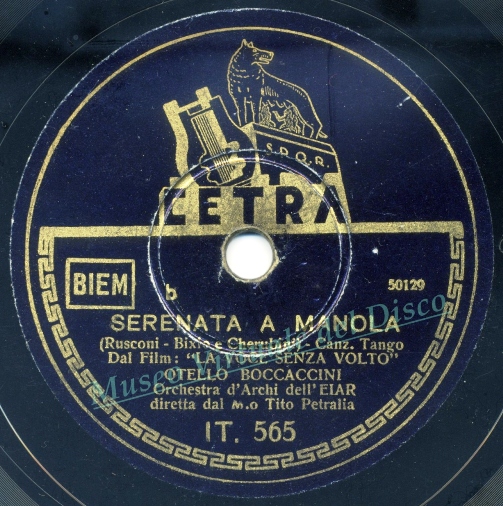 S.P.Q.R.
CETRA
BIEM
b
50129
SERENATA A MANOLA
(Rusconi - Bixio e Cherubini) - Canz. Tango
Dal Film: "LA VOCE SENZA VOLTO"
OTELLO BOCCACCINI
Orchestra d'Archi dell'EIAR
diretta dal M.o Tito Petralia
IT. 565
Museo Virtuale del Disco